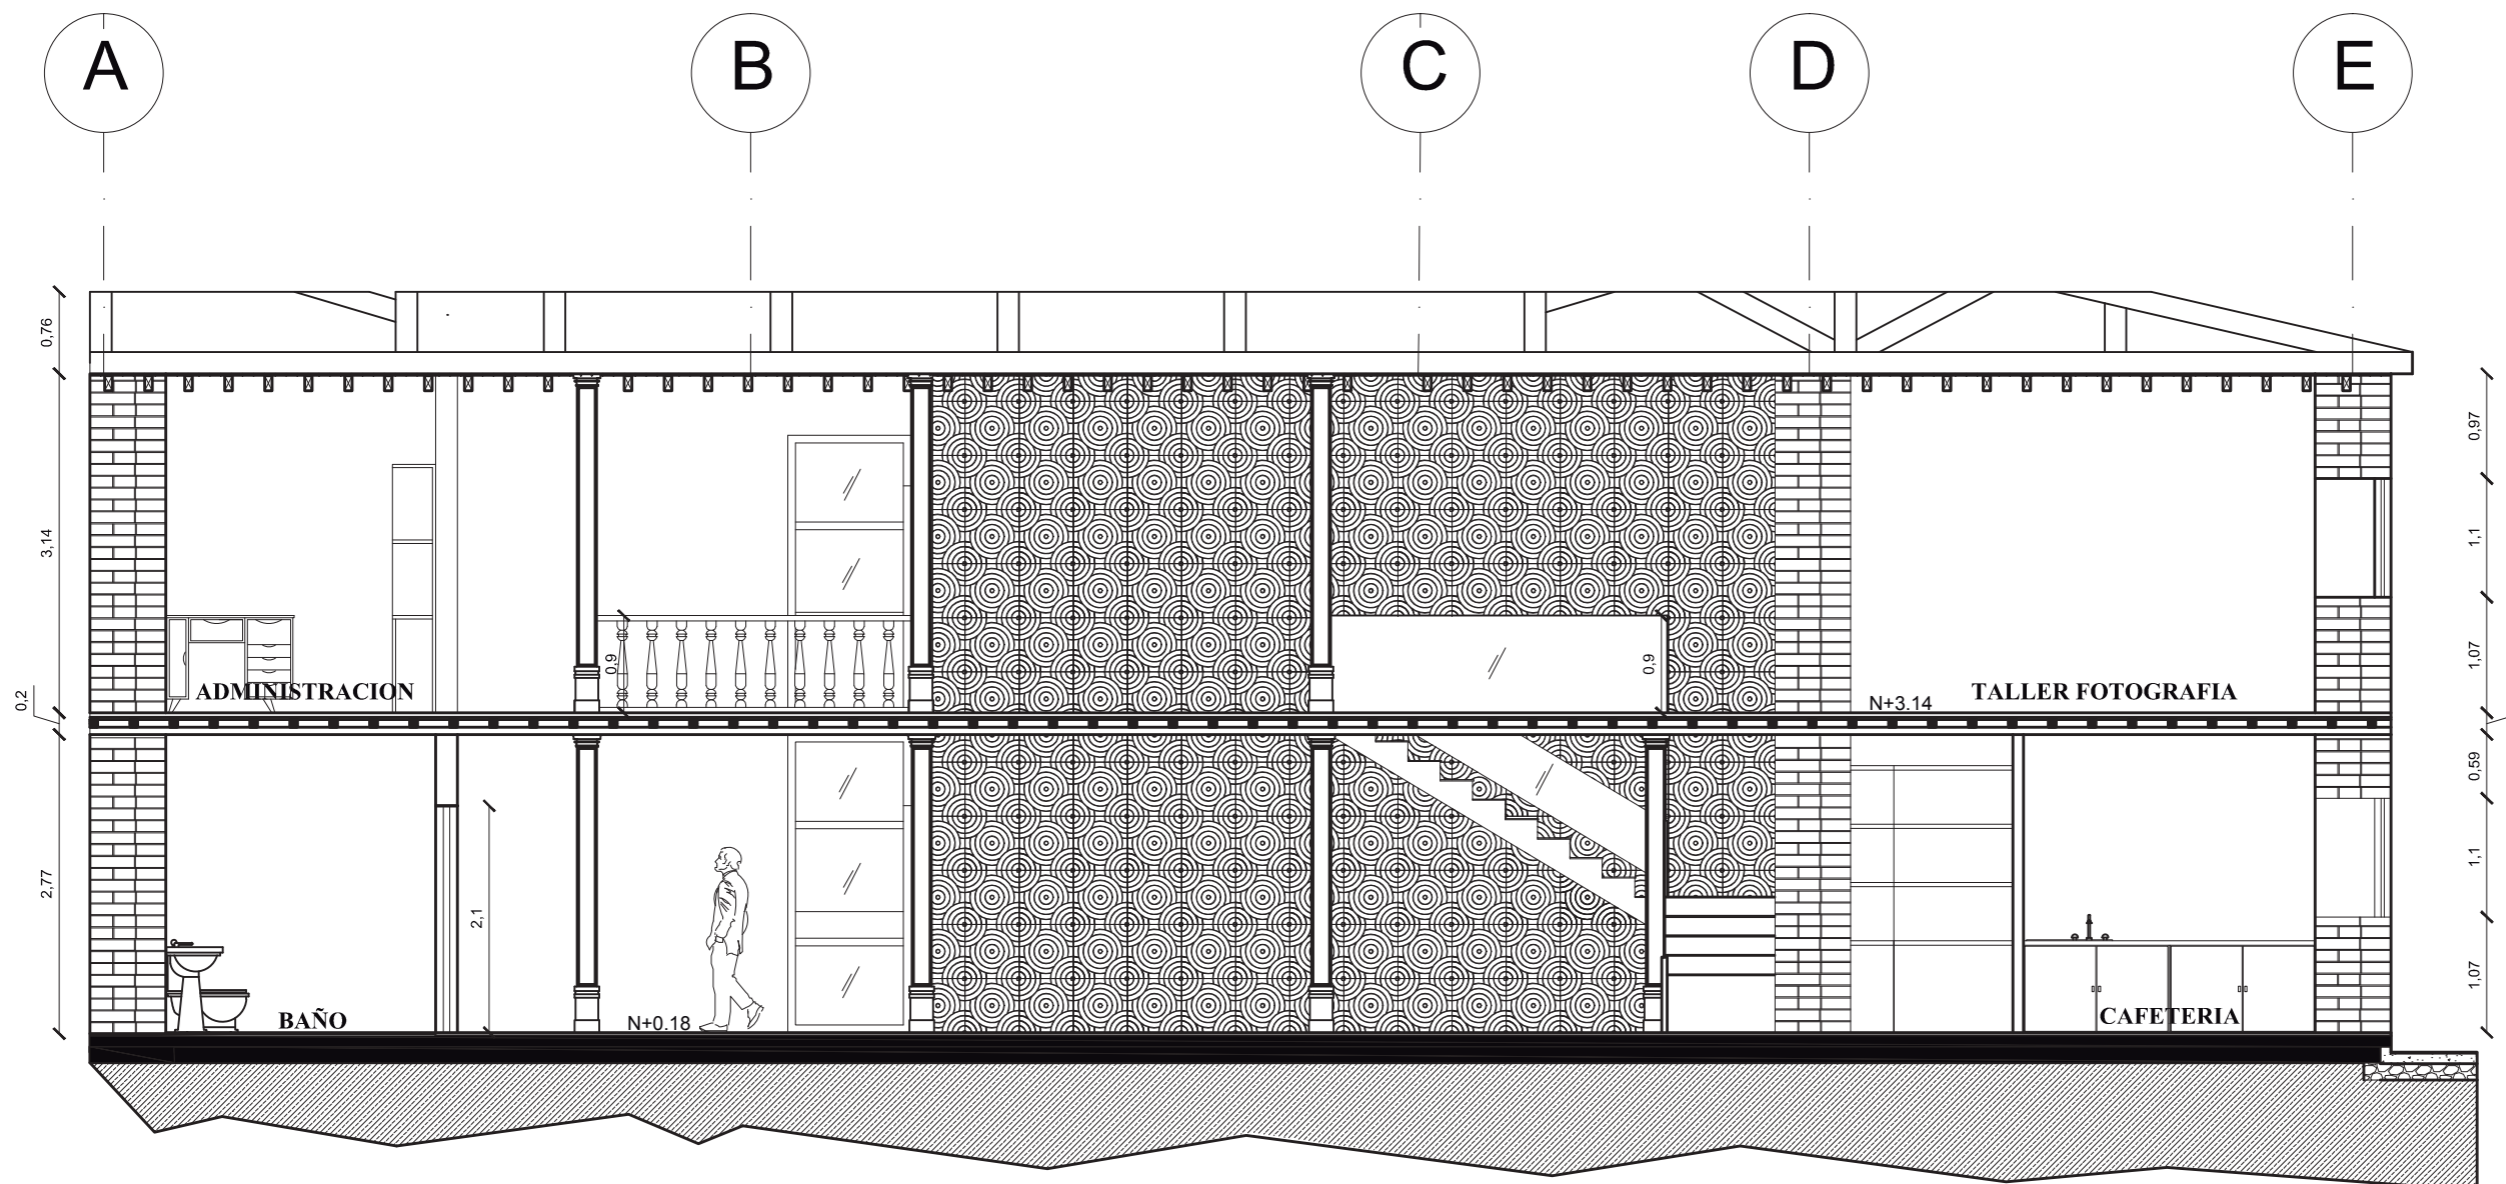 A
B
C
D
E
0,76
3,14
0,2
2,77
0,97
1,1
1,07
0,59
1,1
1,07
0,9
0,9
ADMINISTRACION
N+3.14
TALLER FOTOGRAFIA
2,1
BAÑO
N+0.18
CAFETERIA